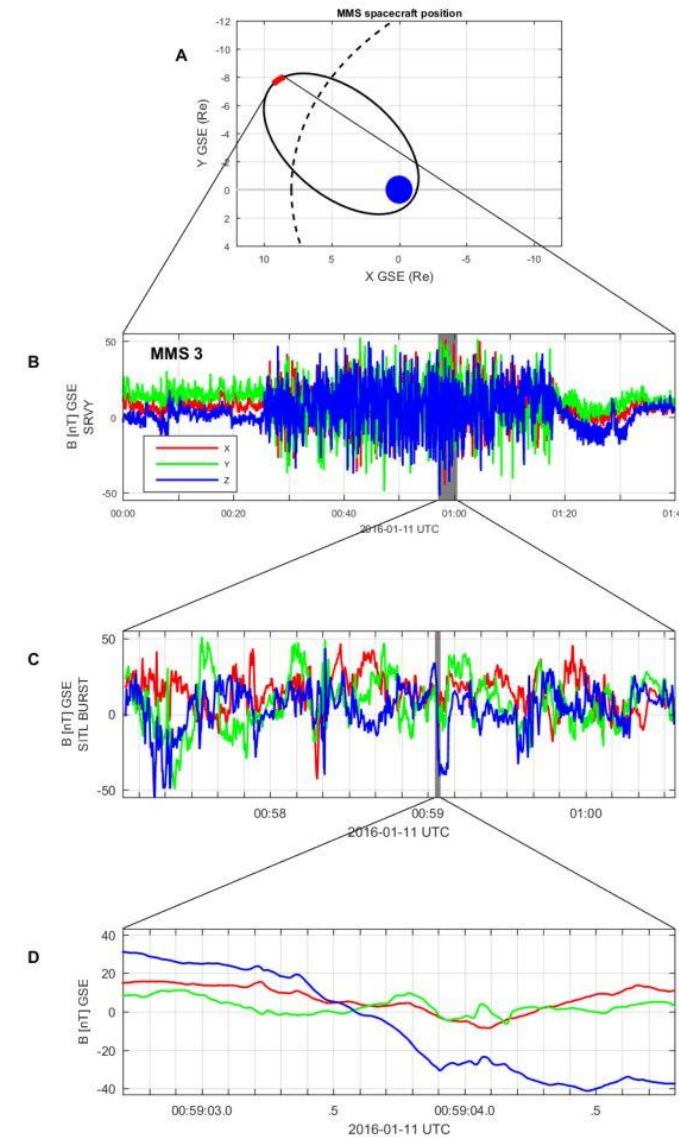 MMS spacecraft position
A
-12
-10
-8
-6
-4
-2
0
2
4
Y GSE (Re)
10
5
0
-5
-10
X GSE (Re)
B
MMS 3
50
0
-50
B [nT] GSE
SRVY
X
Y
Z
00:00
00:20
00:40
01:00
01:20
01:4
2016-01-11 UTC
C
50
0
-50
B [nT] GSE
SITL BURST
00:58
00:59
01:00
2016-01-11 UTC
D
40
20
0
-20
-40
B [nT] GSE
00:59:03.0
.5
00:59:04.0
.5
2016-01-11 UTC